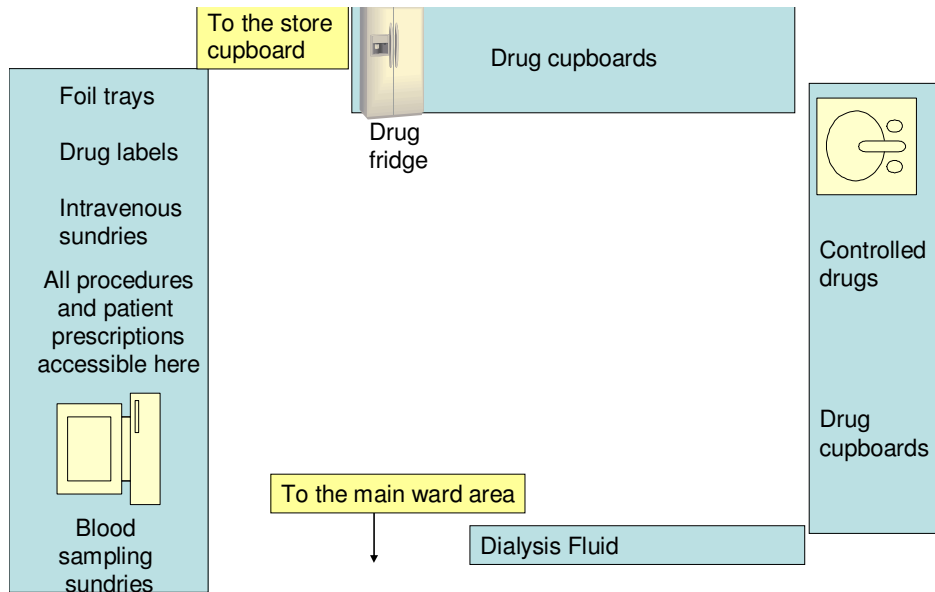 To the store
cupboard
Drug cupboards
Drug
fridge
Foil trays
Drug labels
Intravenous
sundries
All procedures
and patient
prescriptions
accessible here
Blood
sampling
sundries
Controlled
drugs
Drug
cupboards
To the main ward area
Dialysis Fluid